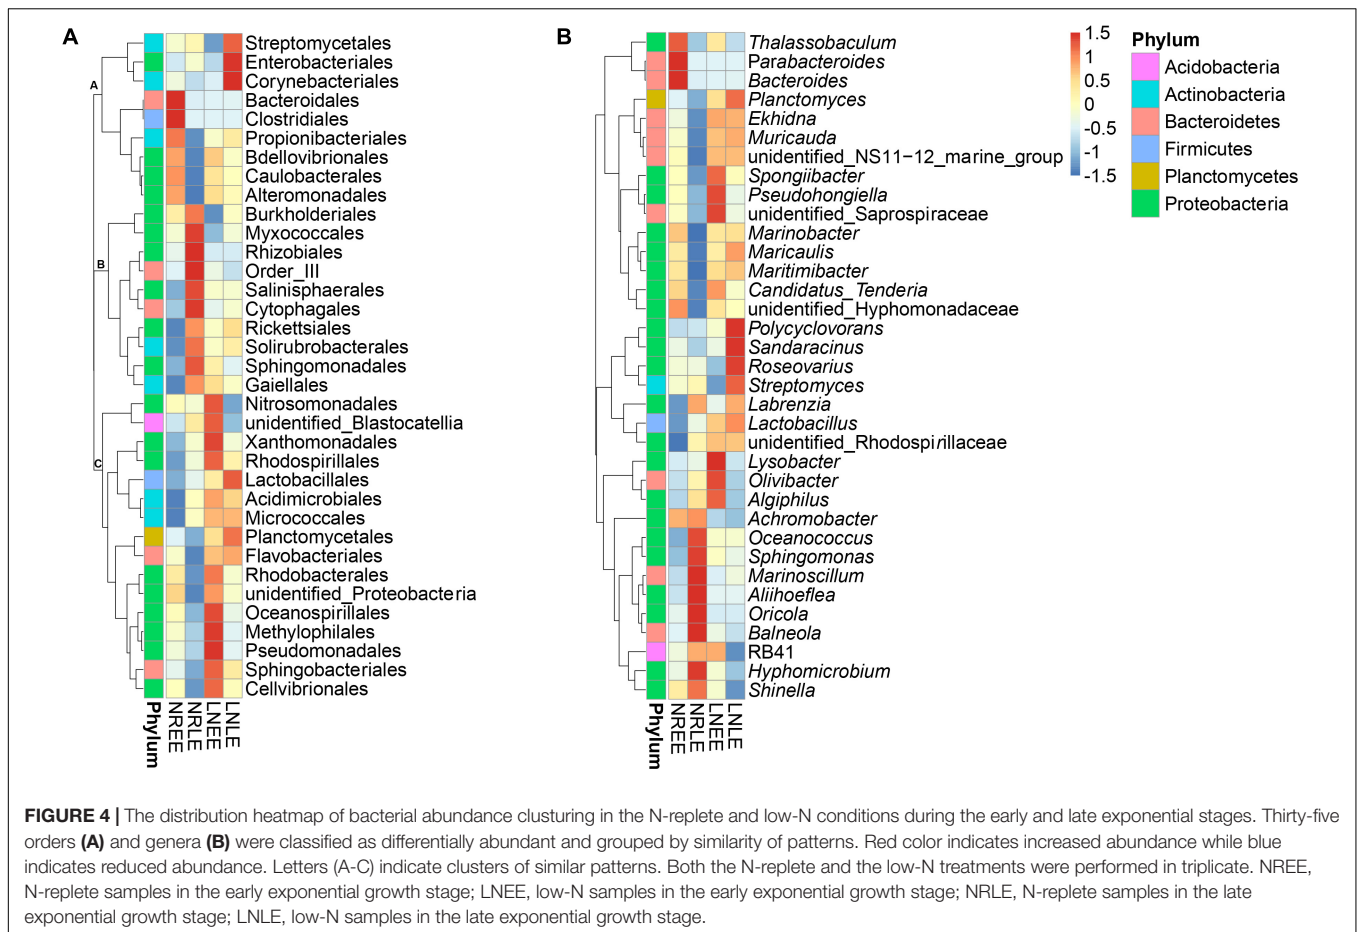 A
B
A
B
C
Streptomycetales
Enterobacteriales
Corynebacteriales
Bacteroidales
Clostridiales
Propionibacteriales
Bdellovibrionales
Caulobacterales
Alteromonadales
Burkholderiales
Myxococcales
Rhizobiales
Order_III
Salinisphaerales
Cytophagales
Rickettsiales
Solirubrobacterales
Sphingomonadales
Gaiellales
Nitrosomonadales
unidentified_Blastocatellia
Xanthomonadales
Rhodospirillales
Lactobacillales
Acidimicrobiales
Micrococcales
Planctomycetales
Flavobacteriales
Rhodobacterales
unidentified_Proteobacteria
Oceanospirillales
Methylophilales
Pseudomonadales
Sphingobacteriales
Cellvibrionales
Phylum
NREE
NRLE
LNEE
LNLE
Thalassobaculum
Parabacteroides
Bacteroides
Planctomyces
Ekhidna
Muricauda
unidentified_NS11−12_marine_group
Spongiibacter
Pseudohongiella
unidentified_Saprospiraceae
Marinobacter
Maricaulis
Maritimibacter
Candidatus_Tenderia
unidentified_Hyphomonadaceae
Polycyclovorans
Sandaracinus
Roseovarius
Streptomyces
Labrenzia
Lactobacillus
unidentified_Rhodospirillaceae
Lysobacter
Olivibacter
Algiphilus
Achromobacter
Oceanococcus
Sphingomonas
Marinoscillum
Aliihoeflea
Oricola
Balneola
RB41
Hyphomicrobium
Shinella
Phylum
NREE
NRLE
LNEE
LNLE
1.5
1
0.5
0
-0.5
-1
-1.5
Phylum
Acidobacteria
Actinobacteria
Bacteroidetes
Firmicutes
Planctomycetes
Proteobacteria
FIGURE 4 | The distribution heatmap of bacterial abundance clusturing in the N-replete and low-N conditions during the early and late exponential stages. Thirty-five
orders (A) and genera (B) were classified as differentially abundant and grouped by similarity of patterns. Red color indicates increased abundance while blue
indicates reduced abundance. Letters (A-C) indicate clusters of similar patterns. Both the N-replete and the low-N treatments were performed in triplicate. NREE,
N-replete samples in the early exponential growth stage; LNEE, low-N samples in the early exponential growth stage; NRLE, N-replete samples in the late
exponential growth stage; LNLE, low-N samples in the late exponential growth stage.